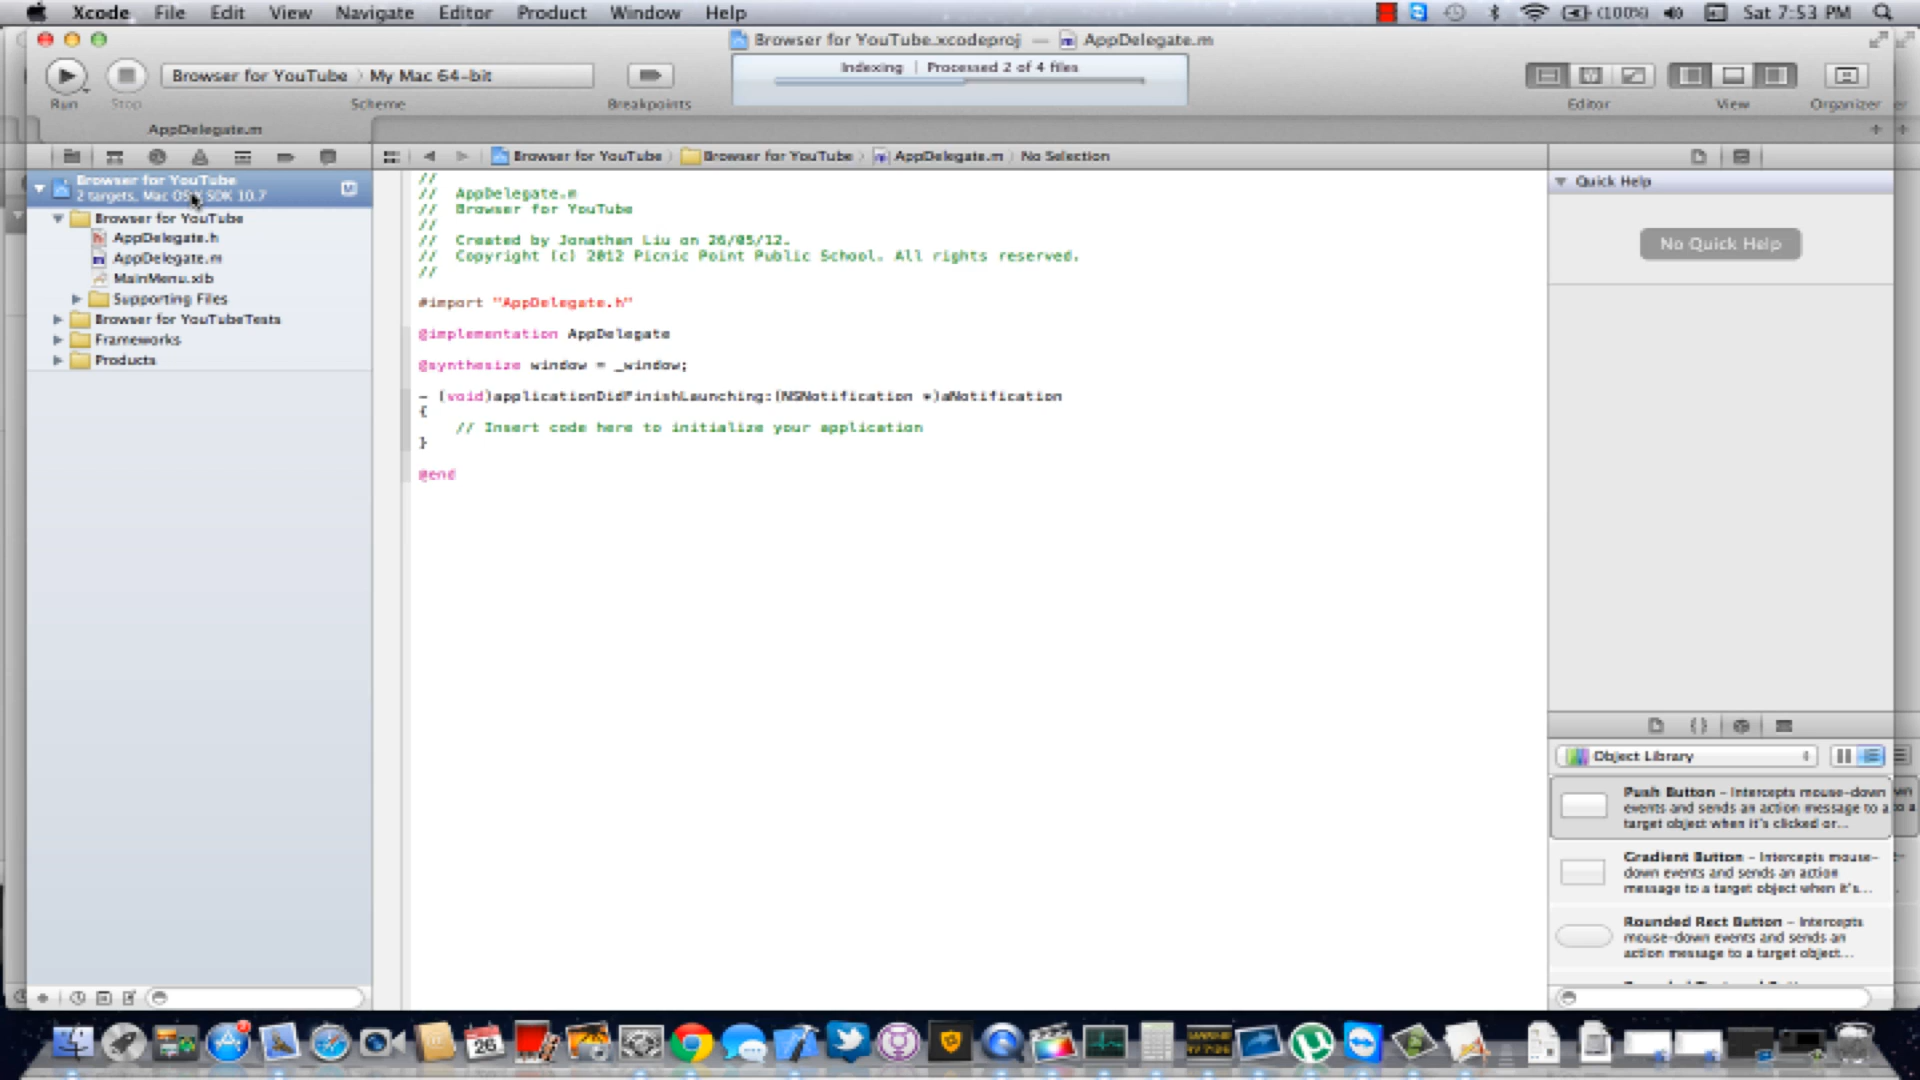 Xcode File Edit View Navigate Editor Product Window Help (100%) Sat 7:53 PM
Browser for YouTube.xcodeproj — AppDelegate.m
Browser for YouTube 〉 My Mac 64-bit
Indexing | Processed 2 of 4 files
Run Stop Scheme Breakpoints Editor View Organizer
AppDelegate.m
Browser for YouTube 〉 Browser for YouTube 〉 AppDelegate.m 〉 No Selection
Browser for YouTube
2 targets, Mac OS X SDK 10.7
Browser for YouTube
AppDelegate.h
AppDelegate.m
MainMenu.xib
Supporting Files
Browser for YouTubeTests
Frameworks
Products
//
// AppDelegate.m
// Browser for YouTube
//
// Created by Jonathan Liu on 26/05/12.
// Copyright (c) 2012 Picnic Point Public School. All rights reserved.
//
#import "AppDelegate.h"
@implementation AppDelegate
@synthesize window = _window;
- (void)applicationDidFinishLaunching:(NSNotification *)aNotification
{
// Insert code here to initialize your application
}
@end
Quick Help
No Quick Help
Object Library
Push Button - Intercepts mouse-down
events and sends an action message to a
target object when it's clicked or...
Gradient Button - Intercepts mouse-
down events and sends an action
message to a target object when it's...
Rounded Rect Button - Intercepts
mouse-down events and sends an
action message to a target object...
26